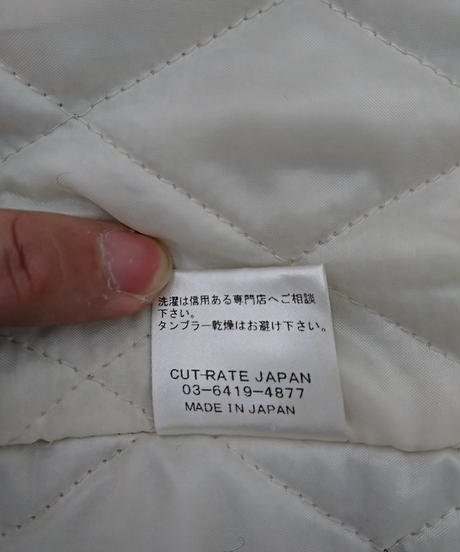 洗濯は信用ある専門店へご相談
下さい。
タンブラー乾燥はお避け下さい。
CUT-RATE JAPAN
03-6419-4877
MADE IN JAPAN